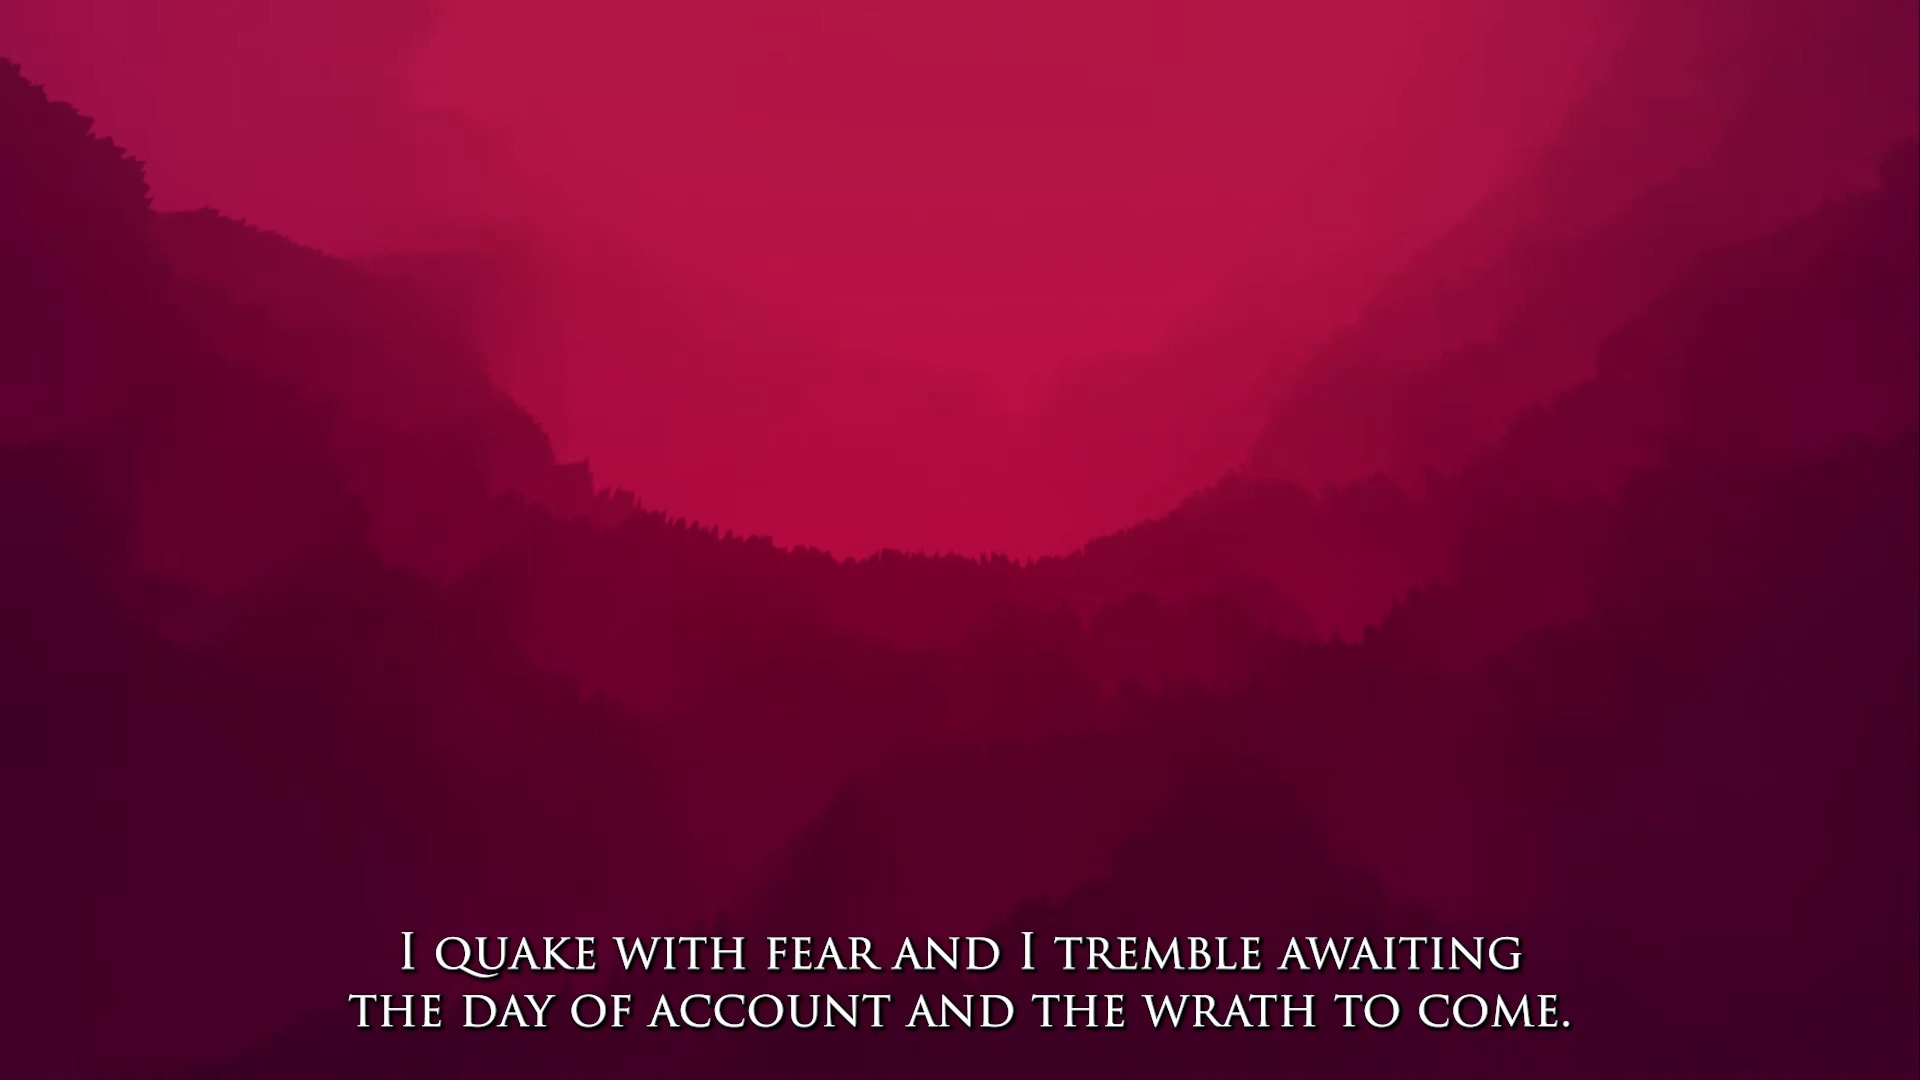 I quake with fear and I tremble awaiting
the day of account and the wrath to come.